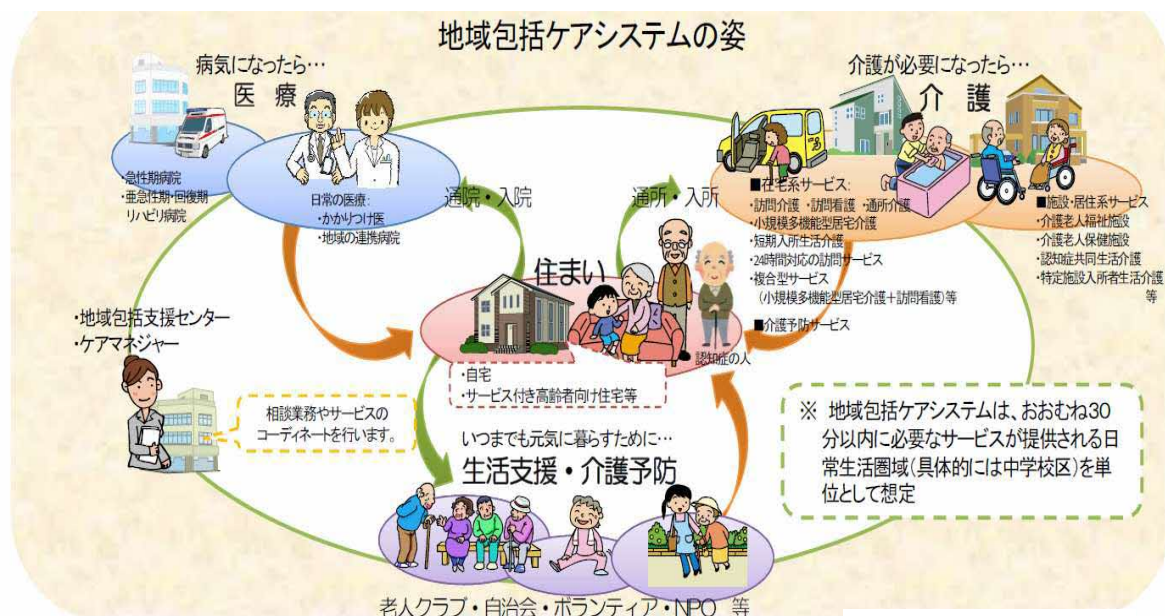 地域包括ケアシステムの姿
病気になったら…
医 療
・急性期病院
・亜急性期・回復期
リハビリ病院
日常の医療:
・かかりつけ医
・地域の連携病院
通院・入院
通所・入所
介護が必要になったら…
介 護
■在宅系サービス:
・訪問介護 ・訪問看護 ・通所介護
・小規模多機能型居宅介護
・短期入所生活介護
・24時間対応の訪問サービス
・複合型サービス
（小規模多機能型居宅介護＋訪問看護）等
■介護予防サービス
■施設・居住系サービス
・介護老人福祉施設
・介護老人保健施設
・認知症共同生活介護
・特定施設入所者生活介護
等
住まい
認知症の人
・自宅
・サービス付き高齢者向け住宅等
・地域包括支援センター
・ケアマネジャー
相談業務やサービスの
コーディネートを行います。
いつまでも元気に暮らすために…
生活支援・介護予防
老人クラブ・自治会・ボランティア・NPO 等
※ 地域包括ケアシステムは、おおむね30
分以内に必要なサービスが提供される日
常生活圏域（具体的には中学校区）を単
位として想定